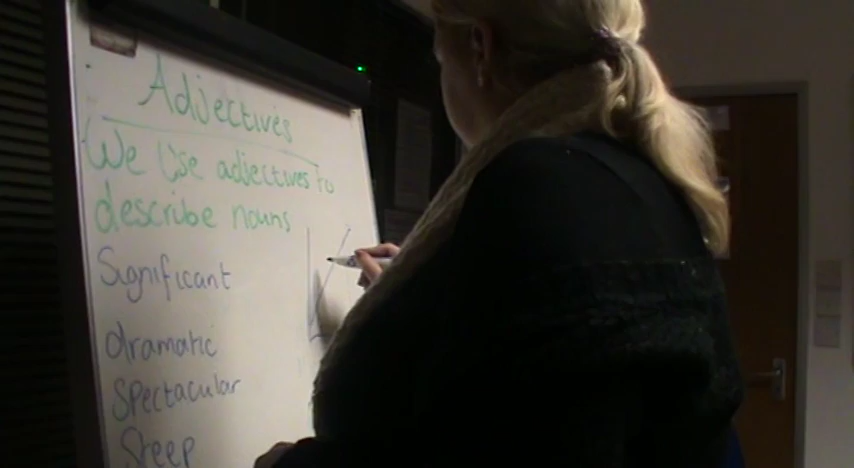 Adjectives
We Use adjectives to
describe nouns
Significant
dramatic
Spectacular
Steep